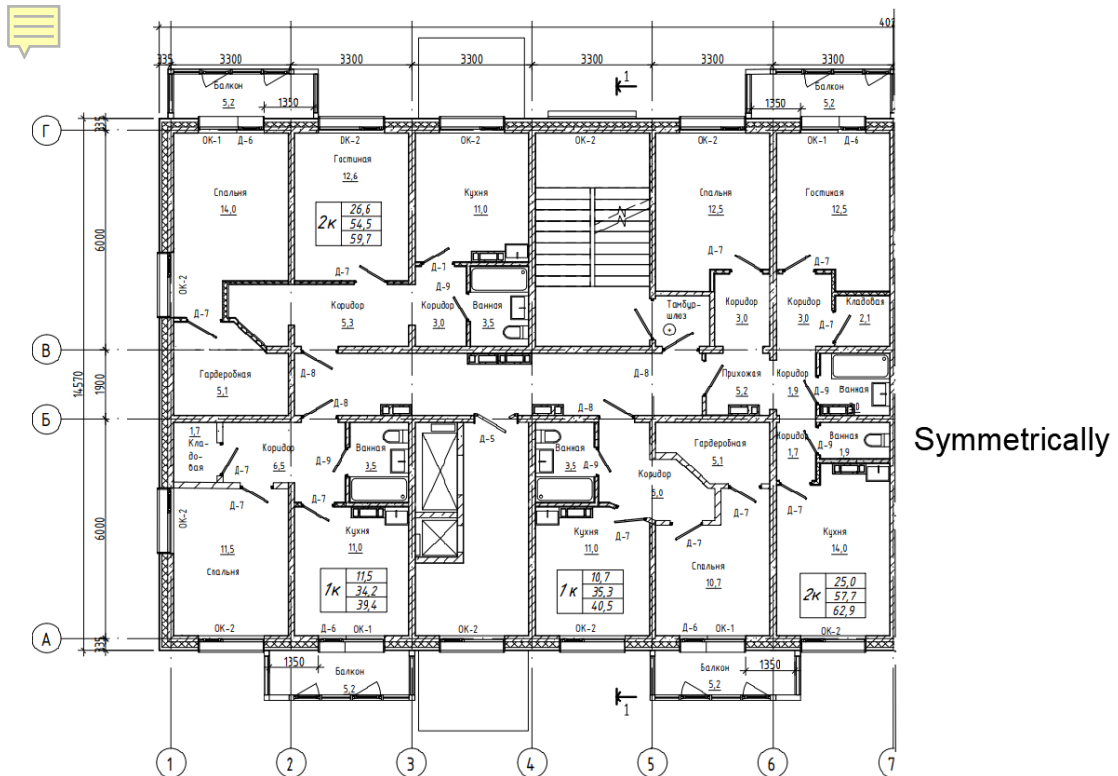 3300 3300 3300 3300 3300 3300
335
1
Балкон
5,2
1350
Балкон
1350
5,2
Г
335
ОК-1 Д-6 ОК-2 ОК-2 ОК-2 ОК-2 ОК-1 Д-6
Гостиная
12,6
Спальня
14,0
Кухня
11,0
Спальня
12,5
Гостиная
12,5
2к
26,6
54,5
59,7
6000
ОК-2
Д-7
Д-7
Д-7
Д-9
Д-7
Д-7
Коридор
5,3
Коридор
3,0
Ванная
3,5
Тамбур-
шлюз
Коридор
3,0
Коридор
3,0
Кладовая
2,1
Д-7
В
14570
1900
Гардеробная
5,1
Д-8
Д-8
Д-8
Д-8
Прихожая
5,2
Коридор
1,9
Д-9
Ванная
Б
Д-5
1,7
Кла-
до-
вая
Д-7
Коридор
6,5
Д-9
Ванная
3,5
Ванная
3,5
Д-9
Гардеробная
5,1
Коридор
5,0
Коридор
1,7
Д-9
Ванная
1,9
Symmetrically
6000
ОК-2
Д-7
Д-7
Д-7
Д-7
Д-7
Д-7
11,5
Спальня
Кухня
11,0
Кухня
11,0
Спальня
10,7
Кухня
14,0
1к
11,5
34,2
39,4
1к
10,7
35,3
40,5
2к
25,0
57,7
62,9
А
335
ОК-2 Д-6 ОК-1 ОК-2 ОК-2 Д-6 ОК-1 ОК-2
1350
Балкон
5,2
Балкон
5,2
1350
1
1 2 3 4 5 6 7